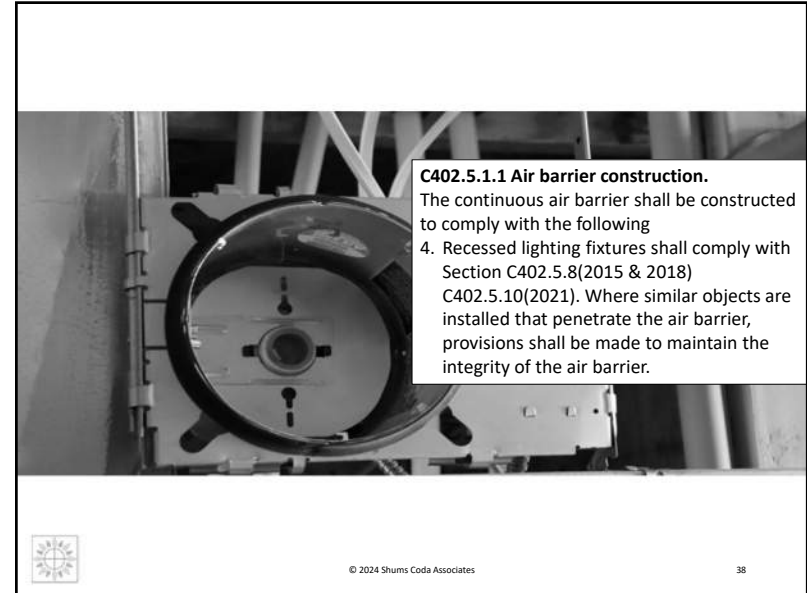 C402.5.1.1 Air barrier construction.
The continuous air barrier shall be constructed
to comply with the following
4. Recessed lighting fixtures shall comply with
Section C402.5.8(2015 & 2018)
C402.5.10(2021). Where similar objects are
installed that penetrate the air barrier,
provisions shall be made to maintain the
integrity of the air barrier.
© 2024 Shums Coda Associates
38